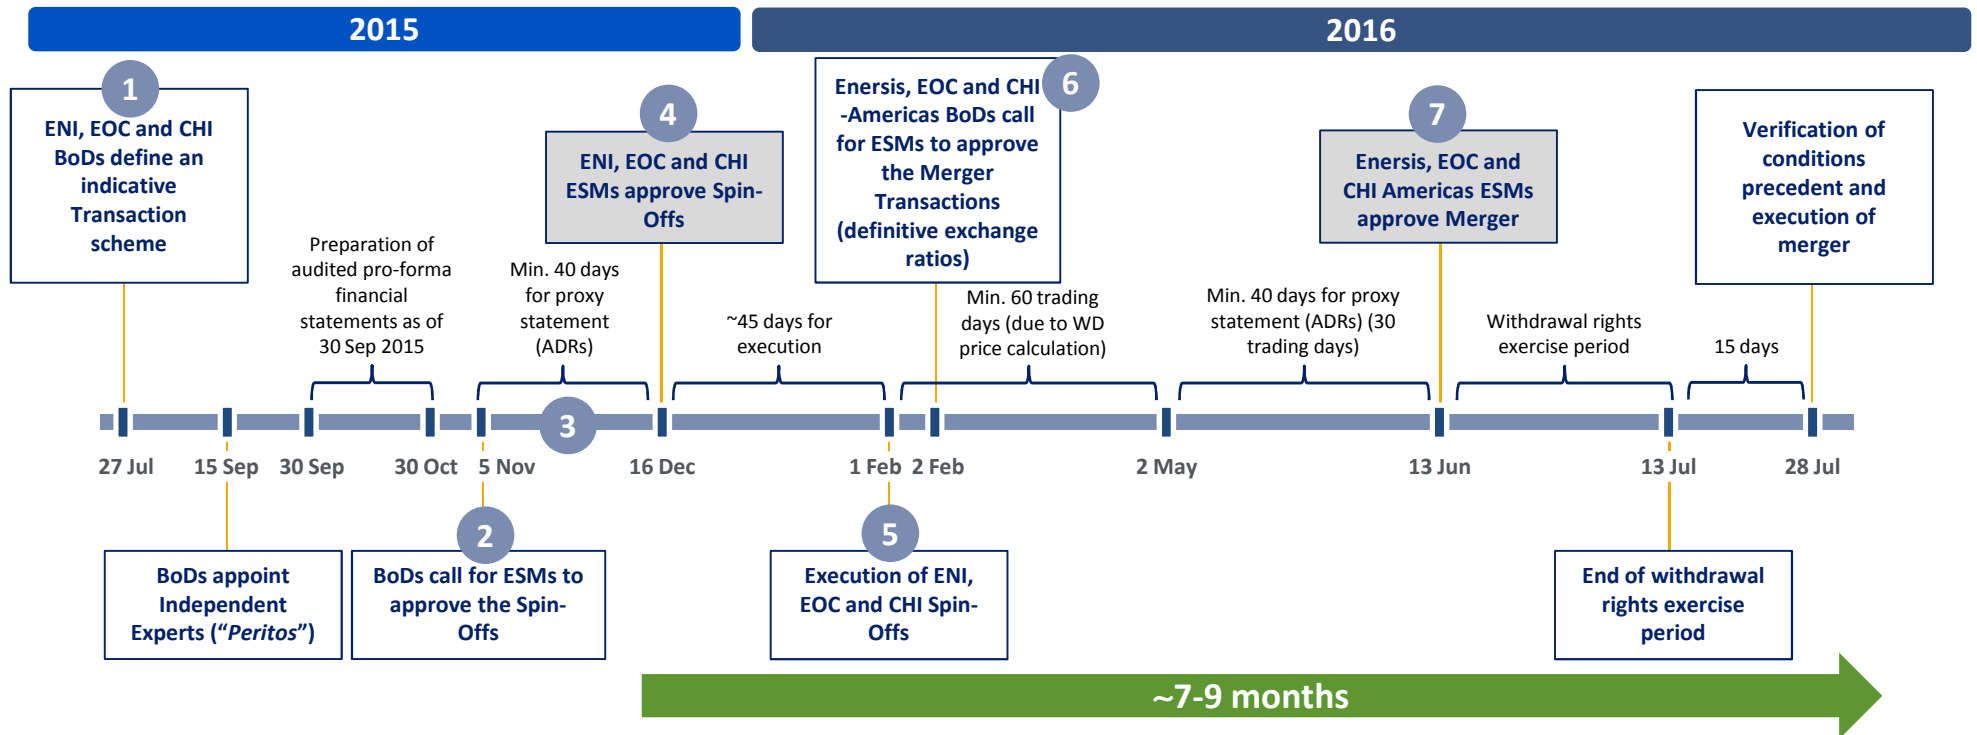 2015
2016
1
ENI, EOC and CHI
BoDs define an
indicative
Transaction
scheme
4
ENI, EOC and CHI
ESMs approve Spin-
Offs
6
Enersis, EOC and CHI
-Americas BoDs call
for ESMs to approve
the Merger
Transactions
(definitive exchange
ratios)
7
Enersis, EOC and
CHI Americas ESMs
approve Merger
Verification of
conditions
precedent and
execution of
merger
Preparation of
audited pro-forma
financial
statements as of
30 Sep 2015
Min. 40 days
for proxy
statement
(ADRs)
~45 days for
execution
Min. 60 trading
days (due to WD
price calculation)
Min. 40 days for proxy
statement (ADRs) (30
trading days)
Withdrawal rights
exercise period
15 days
3
27 Jul
15 Sep
30 Sep
30 Oct
5 Nov
16 Dec
1 Feb
2 Feb
2 May
13 Jun
13 Jul
28 Jul
BoDs appoint
Independent
Experts (“Peritos”)
2
BoDs call for ESMs to
approve the Spin-
Offs
5
Execution of ENI,
EOC and CHI Spin-
Offs
End of withdrawal
rights exercise
period
~7-9 months